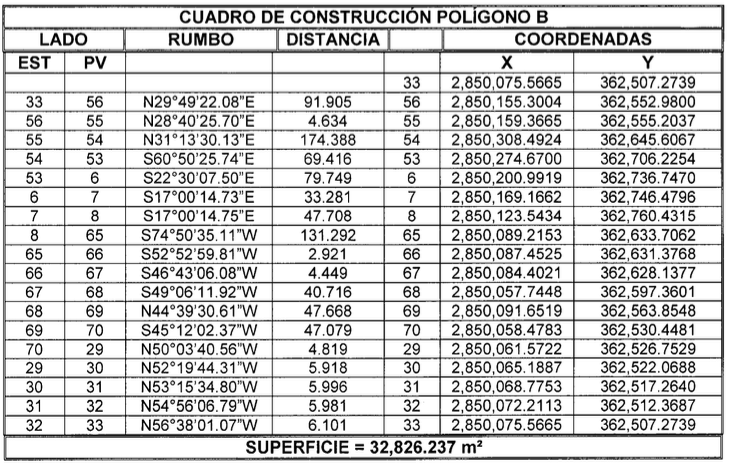 CUADRO DE CONSTRUCCIÓN POLÍGONO B
LADO RUMBO DISTANCIA COORDENADAS
EST PV X Y
33 2,850,075.5665 362,507.2739
33 56 N29°49'22.08"E 91.905 56 2,850,155.3004 362,552.9800
56 55 N28°40'25.70"E 4.634 55 2,850,159.3665 362,555.2037
55 54 N31°13'30.13"E 174.388 54 2,850,308.4924 362,645.6067
54 53 S60°50'25.74"E 69.416 53 2,850,274.6700 362,706.2254
53 6 S22°30'07.50"E 79.749 6 2,850,200.9919 362,736.7470
6 7 S17°00'14.73"E 33.281 7 2,850,169.1662 362,746.4796
7 8 S17°00'14.75"E 47.708 8 2,850,123.5434 362,760.4315
8 65 S74°50'35.11"W 131.292 65 2,850,089.2153 362,633.7062
65 66 S52°52'59.81"W 2.921 66 2,850,087.4525 362,631.3768
66 67 S46°43'06.08"W 4.449 67 2,850,084.4021 362,628.1377
67 68 S49°06'11.92"W 40.716 68 2,850,057.7448 362,597.3601
68 69 N44°39'30.61"W 47.668 69 2,850,091.6519 362,563.8548
69 70 S45°12'02.37"W 47.079 70 2,850,058.4783 362,530.4481
70 29 N50°03'40.56"W 4.819 29 2,850,061.5722 362,526.7529
29 30 N52°19'44.31"W 5.918 30 2,850,065.1887 362,522.0688
30 31 N53°15'34.80"W 5.996 31 2,850,068.7753 362,517.2640
31 32 N54°56'06.79"W 5.981 32 2,850,072.2113 362,512.3687
32 33 N56°38'01.07"W 6.101 33 2,850,075.5665 362,507.2739
SUPERFICIE = 32,826.237 m²